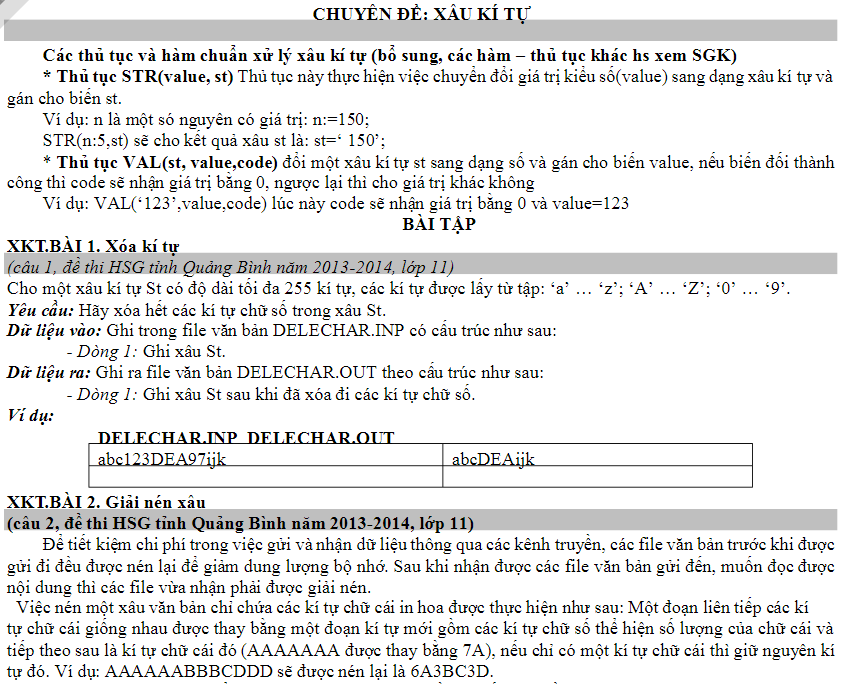 CHUYÊN ĐỀ: XÂU KÍ TỰ
Các thủ tục và hàm chuẩn xử lý xâu kí tự (bổ sung, các hàm – thủ tục khác hs xem SGK)
* Thủ tục STR(value, st) Thủ tục này thực hiện việc chuyển đổi giá trị kiểu số(value) sang dạng xâu kí tự và
gán cho biến st.
Ví dụ: n là một só nguyên có giá trị: n:=150;
STR(n:5,st) sẽ cho kết quả xâu st là: st=‘ 150’;
* Thủ tục VAL(st, value,code) đổi một xâu kí tự st sang dạng số và gán cho biến value, nếu biến đổi thành
công thì code sẽ nhận giá trị bằng 0, ngược lại thì cho giá trị khác không
Ví dụ: VAL(‘123’,value,code) lúc này code sẽ nhận giá trị bằng 0 và value=123
BÀI TẬP
XKT.BÀI 1. Xóa kí tự
(câu 1, đề thi HSG tỉnh Quảng Bình năm 2013-2014, lớp 11)
Cho một xâu kí tự St có độ dài tối đa 255 kí tự, các kí tự được lấy từ tập: ‘a’ … ‘z’; ‘A’ … ‘Z’; ‘0’ … ‘9’.
Yêu cầu: Hãy xóa hết các kí tự chữ số trong xâu St.
Dữ liệu vào: Ghi trong file văn bản DELECHAR.INP có cấu trúc như sau:
- Dòng 1: Ghi xâu St.
Dữ liệu ra: Ghi ra file văn bản DELECHAR.OUT theo cấu trúc như sau:
- Dòng 1: Ghi xâu St sau khi đã xóa đi các kí tự chữ số.
Ví dụ:
DELECHAR.INP DELECHAR.OUT
abc123DEA97ijk abcDEAijk
XKT.BÀI 2. Giải nén xâu
(câu 2, đề thi HSG tỉnh Quảng Bình năm 2013-2014, lớp 11)
Để tiết kiệm chi phí trong việc gửi và nhận dữ liệu thông qua các kênh truyền, các file văn bản trước khi được
gửi đi đều được nén lại để giảm dung lượng bộ nhớ. Sau khi nhận được các file văn bản gửi đến, muốn đọc được
nội dung thì các file vừa nhận phải được giải nén.
Việc nén một xâu văn bản chỉ chứa các kí tự chữ cái in hoa được thực hiện như sau: Một đoạn liên tiếp các kí
tự chữ cái giống nhau được thay bằng một đoạn kí tự mới gồm các kí tự chữ số thể hiện số lượng của chữ cái và
tiếp theo sau là kí tự chữ cái đó (AAAAAAA được thay bằng 7A), nếu chỉ có một kí tự chữ cái thì giữ nguyên kí
tự đó. Ví dụ: AAAAAABBBCDDD sẽ được nén lại là 6A3BC3D.